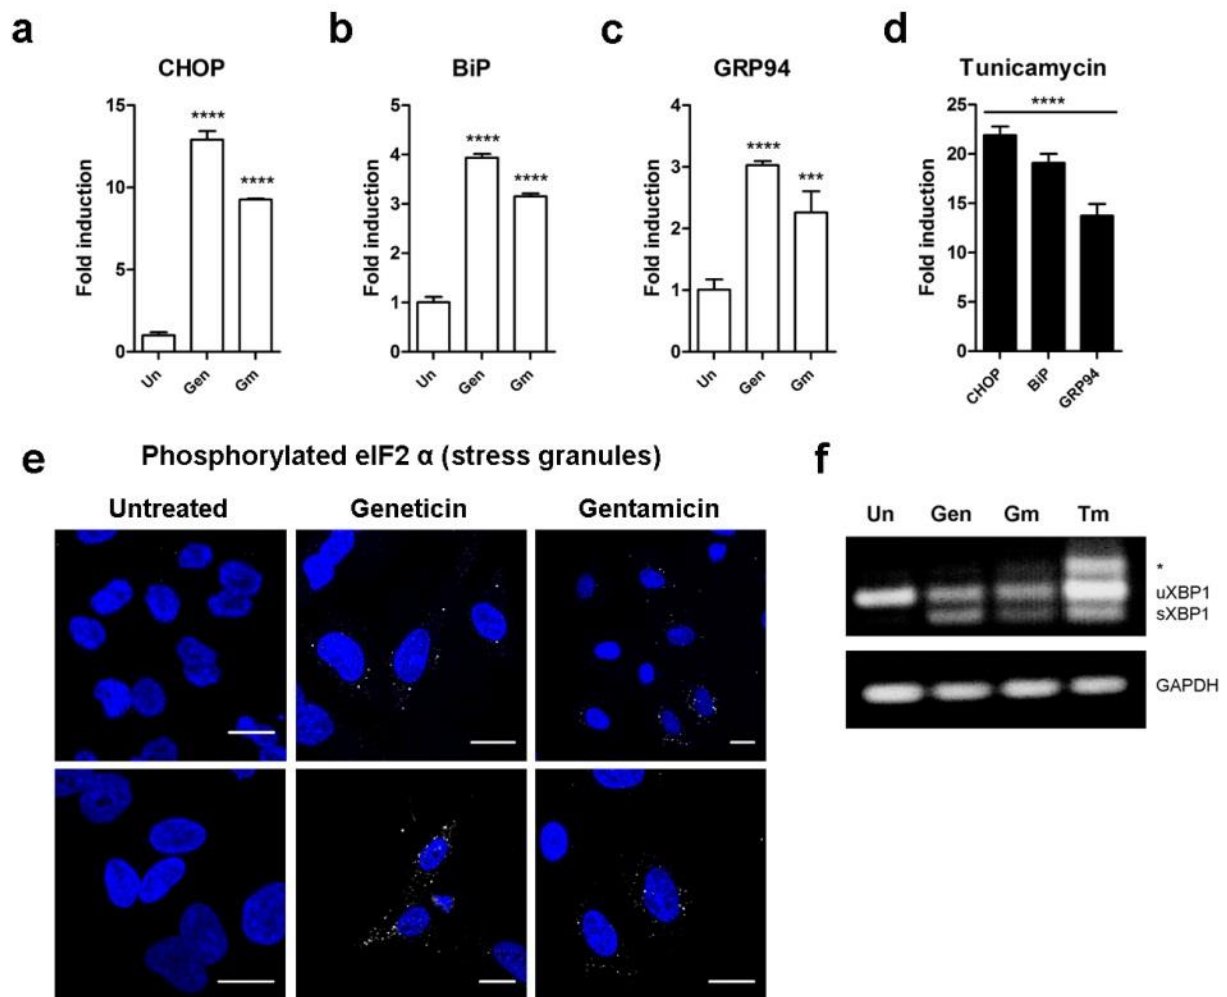 a
CHOP
Fold induction
15
10
5
0
****
****
Un
Gen
Gm
b
BiP
Fold induction
5
4
3
2
1
0
****
****
Un
Gen
Gm
c
GRP94
Fold induction
4
3
2
1
0
****
***
Un
Gen
Gm
d
Tunicamycin
Fold induction
25
20
15
10
5
0
****
CHOP
BiP
GRP94
e
Phosphorylated eIF2 α (stress granules)
Untreated
Geneticin
Gentamicin
f
Un Gen Gm Tm
*
uXBP1
sXBP1
GAPDH